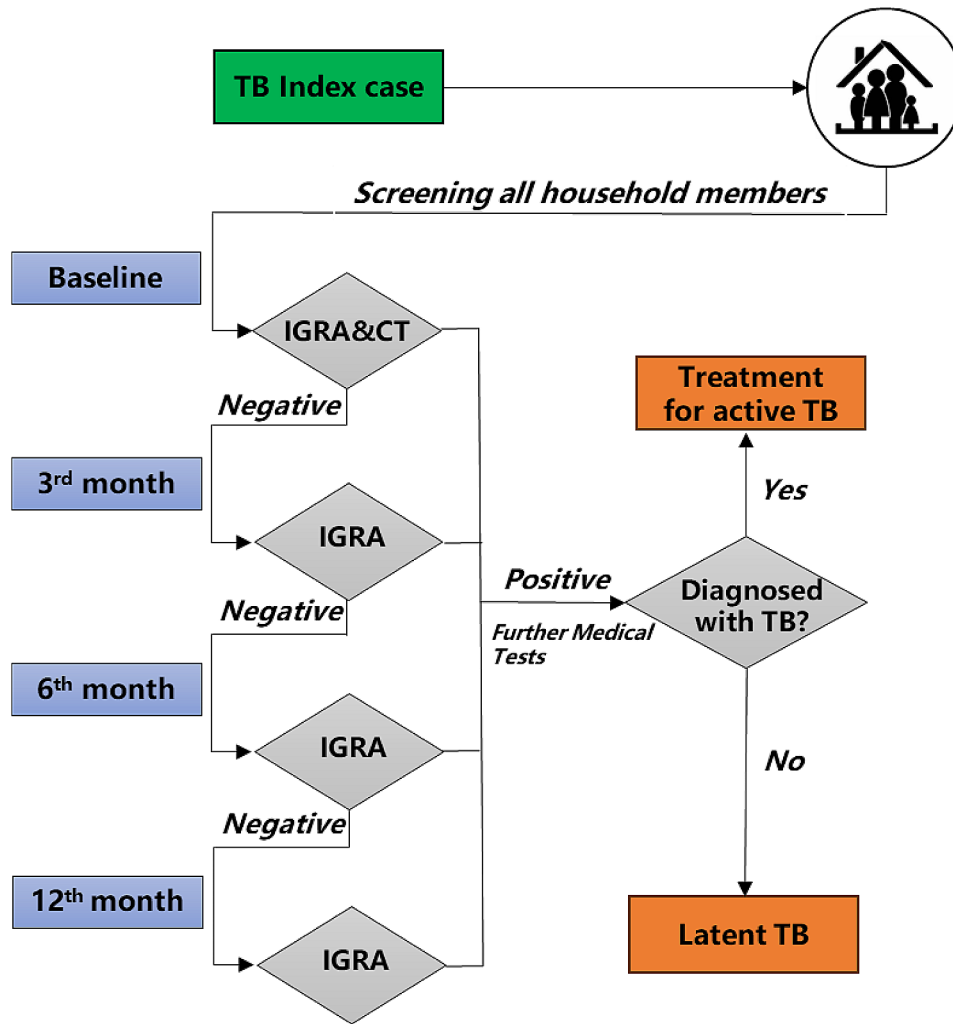 TB Index case
Screening all household members
Baseline
IGRA&CT
Negative
3rd month
IGRA
Negative
6th month
IGRA
Negative
12th month
IGRA
Positive
Further Medical
Tests
Treatment
for active TB
Yes
Diagnosed
with TB?
No
Latent TB